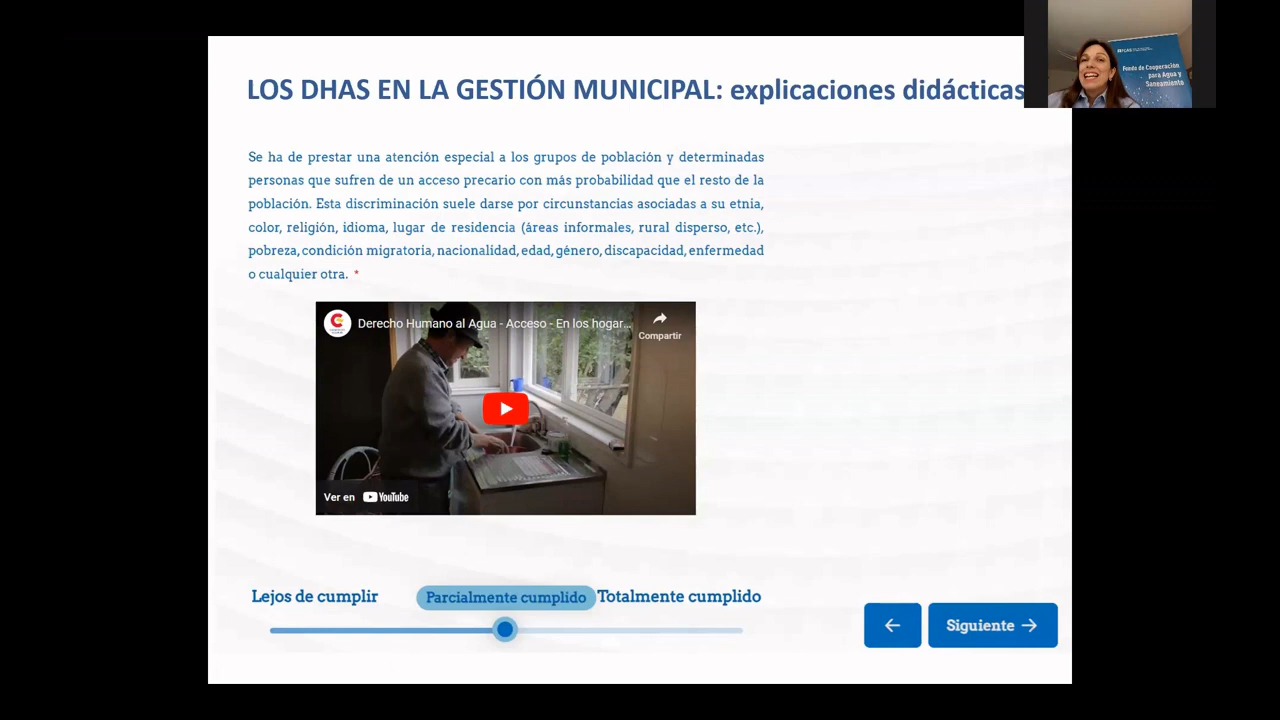 LOS DHAS EN LA GESTIÓN MUNICIPAL: explicaciones didácticas
Fondo de Cooperación
para Agua y
Saneamiento
Se ha de prestar una atención especial a los grupos de población y determinadas
personas que sufren de un acceso precario con más probabilidad que el resto de la
población. Esta discriminación suele darse por circunstancias asociadas a su etnia,
color, religión, idioma, lugar de residencia (áreas informales, rural disperso, etc.),
pobreza, condición migratoria, nacionalidad, edad, género, discapacidad, enfermedad
o cualquier otra. *
Derecho Humano al Agua - Acceso - En los hogar...
Compartir
Ver en YouTube
Lejos de cumplir
Parcialmente cumplido
Totalmente cumplido
Siguiente →